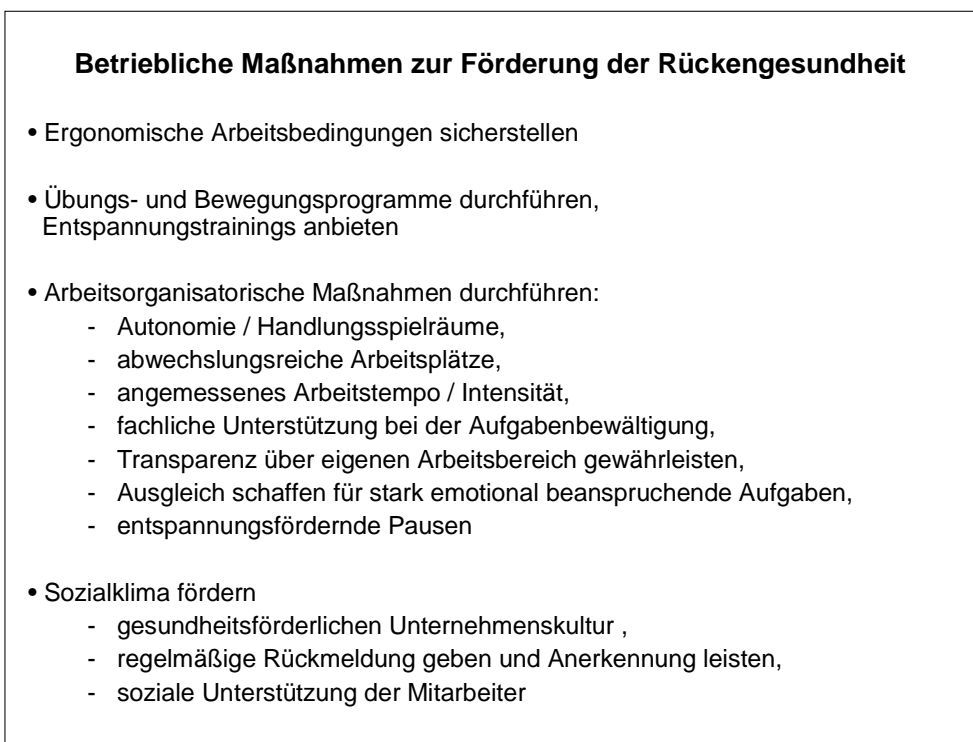 Betriebliche Maßnahmen zur Förderung der Rückengesundheit
• Ergonomische Arbeitsbedingungen sicherstellen
• Übungs- und Bewegungsprogramme durchführen,
Entspannungstrainings anbieten
• Arbeitsorganisatorische Maßnahmen durchführen:
- Autonomie / Handlungsspielräume,
- abwechslungsreiche Arbeitsplätze,
- angemessenes Arbeitstempo / Intensität,
- fachliche Unterstützung bei der Aufgabenbewältigung,
- Transparenz über eigenen Arbeitsbereich gewährleisten,
- Ausgleich schaffen für stark emotional beanspruchende Aufgaben,
- entspannungsfördernde Pausen
• Sozialklima fördern
- gesundheitsförderlichen Unternehmenskultur ,
- regelmäßige Rückmeldung geben und Anerkennung leisten,
- soziale Unterstützung der Mitarbeiter